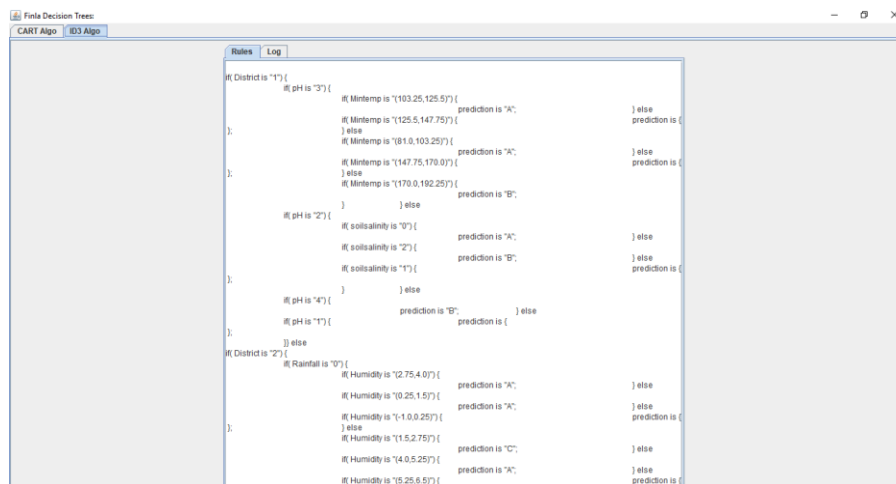 Finla Decision Trees:
CART Algo ID3 Algo
Rules Log
if( District is "1") {
if( pH is "3") {
if( Mintemp is "(103.25,125.5)") {
prediction is "A"; } else
if( Mintemp is "(125.5,147.75)") { prediction is {
}; } else
if( Mintemp is "(81.0,103.25)") {
prediction is "A"; } else
if( Mintemp is "(147.75,170.0)") { prediction is {
}; } else
if( Mintemp is "(170.0,192.25)") {
prediction is "B";
} } else
if( pH is "2") {
if( soilsalinity is "0") {
prediction is "A"; } else
if( soilsalinity is "2") {
prediction is "B"; } else
if( soilsalinity is "1") { prediction is {
};
} } else
if( pH is "4") {
prediction is "B"; } else
if( pH is "1") { prediction is {
};
}} else
if( District is "2") {
if( Rainfall is "0") {
if( Humidity is "(2.75,4.0)") {
prediction is "A"; } else
if( Humidity is "(0.25,1.5)") {
prediction is "A"; } else
if( Humidity is "(-1.0,0.25)") { prediction is {
}; } else
if( Humidity is "(1.5,2.75)") {
prediction is "C"; } else
if( Humidity is "(4.0,5.25)") {
prediction is "A"; } else
if( Humidity is "(5.25,6.5)") { prediction is {